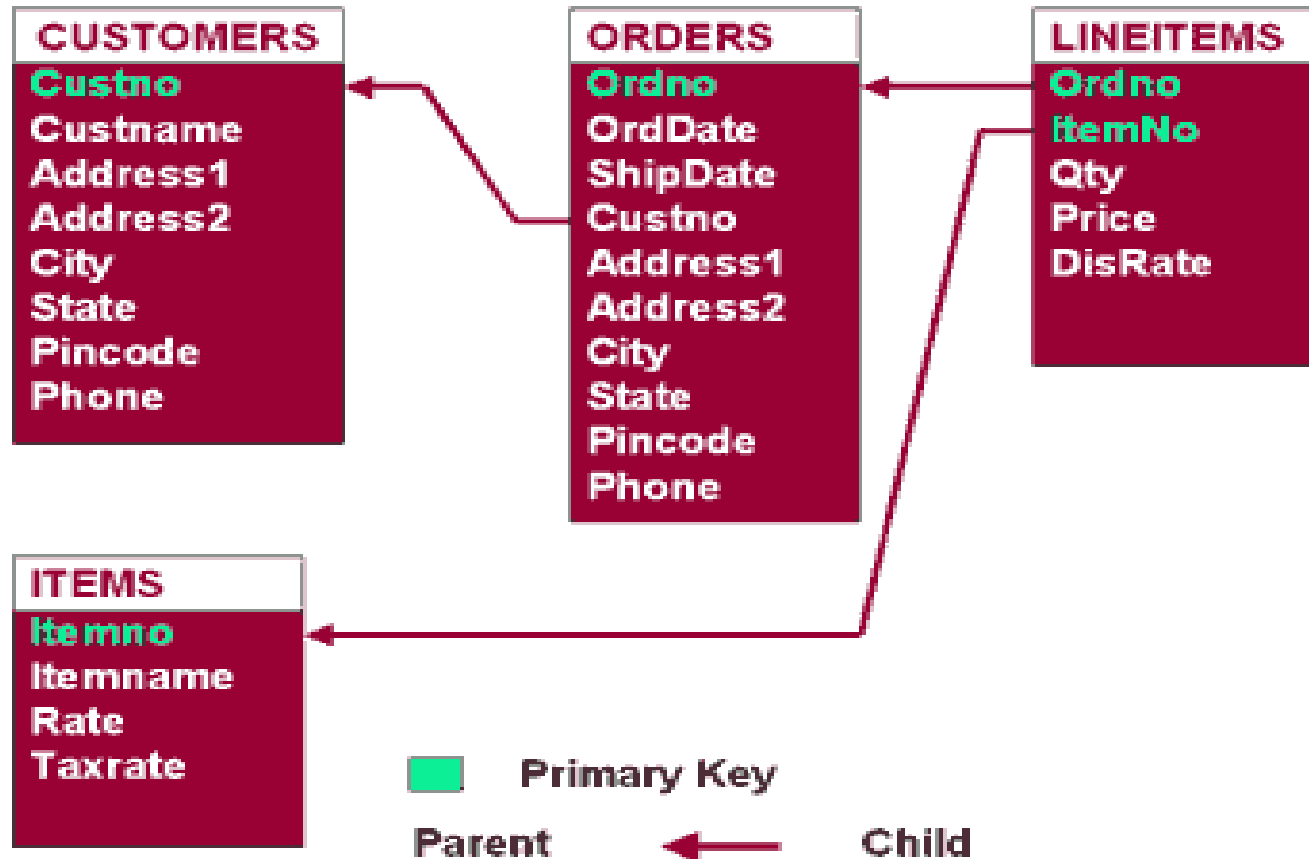 CUSTOMERS
Custno
Custname
Address1
Address2
City
State
Pincode
Phone
ORDERS
Ordno
OrdDate
ShipDate
Custno
Address1
Address2
City
State
Pincode
Phone
LINEITEMS
Ordno
ItemNo
Qty
Price
DisRate
ITEMS
Itemno
Itemname
Rate
Taxrate
Primary Key
Parent Child